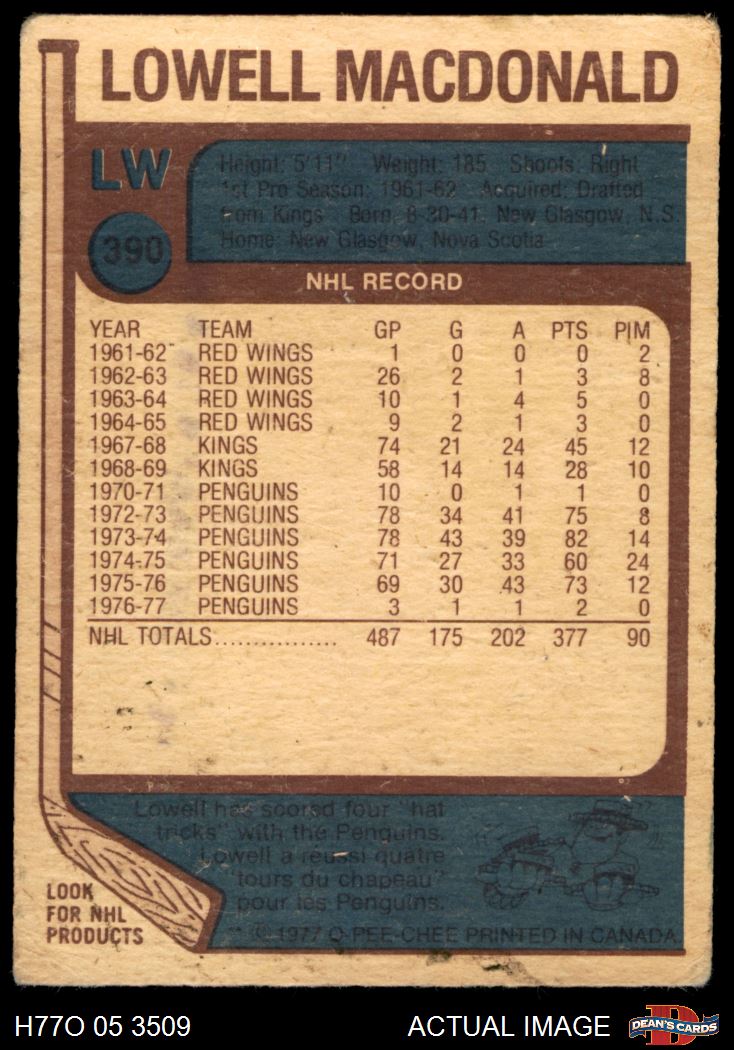 LOWELL MACDONALD
LW
390
Height: 5'11" Weight: 185 Shoots: Right
1st Pro Season: 1961-62 Acquired: Drafted
from Kings Born: 8-30-41, New Glasgow, N.S.
Home: New Glasgow, Nova Scotia
NHL RECORD
YEAR TEAM GP G A PTS PIM
1961-62 RED WINGS 1 0 0 0 2
1962-63 RED WINGS 26 2 1 3 8
1963-64 RED WINGS 10 1 4 5 0
1964-65 RED WINGS 9 2 1 3 0
1967-68 KINGS 74 21 24 45 12
1968-69 KINGS 58 14 14 28 10
1970-71 PENGUINS 10 0 1 1 0
1972-73 PENGUINS 78 34 41 75 8
1973-74 PENGUINS 78 43 39 82 14
1974-75 PENGUINS 71 27 33 60 24
1975-76 PENGUINS 69 30 43 73 12
1976-77 PENGUINS 3 1 1 2 0
NHL TOTALS................ 487 175 202 377 90
Lowell has scored four "hat
tricks" with the Penguins.
Lowell a réussi quatre
"tours du chapeau"
pour les Penguins.
LOOK
FOR NHL
PRODUCTS
© 1977 O-PEE-CHEE PRINTED IN CANADA
H77O 05 3509 ACTUAL IMAGE
D
DEAN'S CARDS